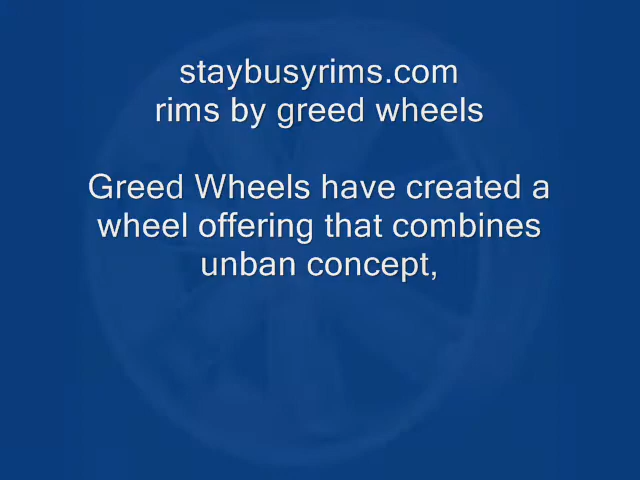 staybusyrims.com
rims by greed wheels
Greed Wheels have created a
wheel offering that combines
unban concept,